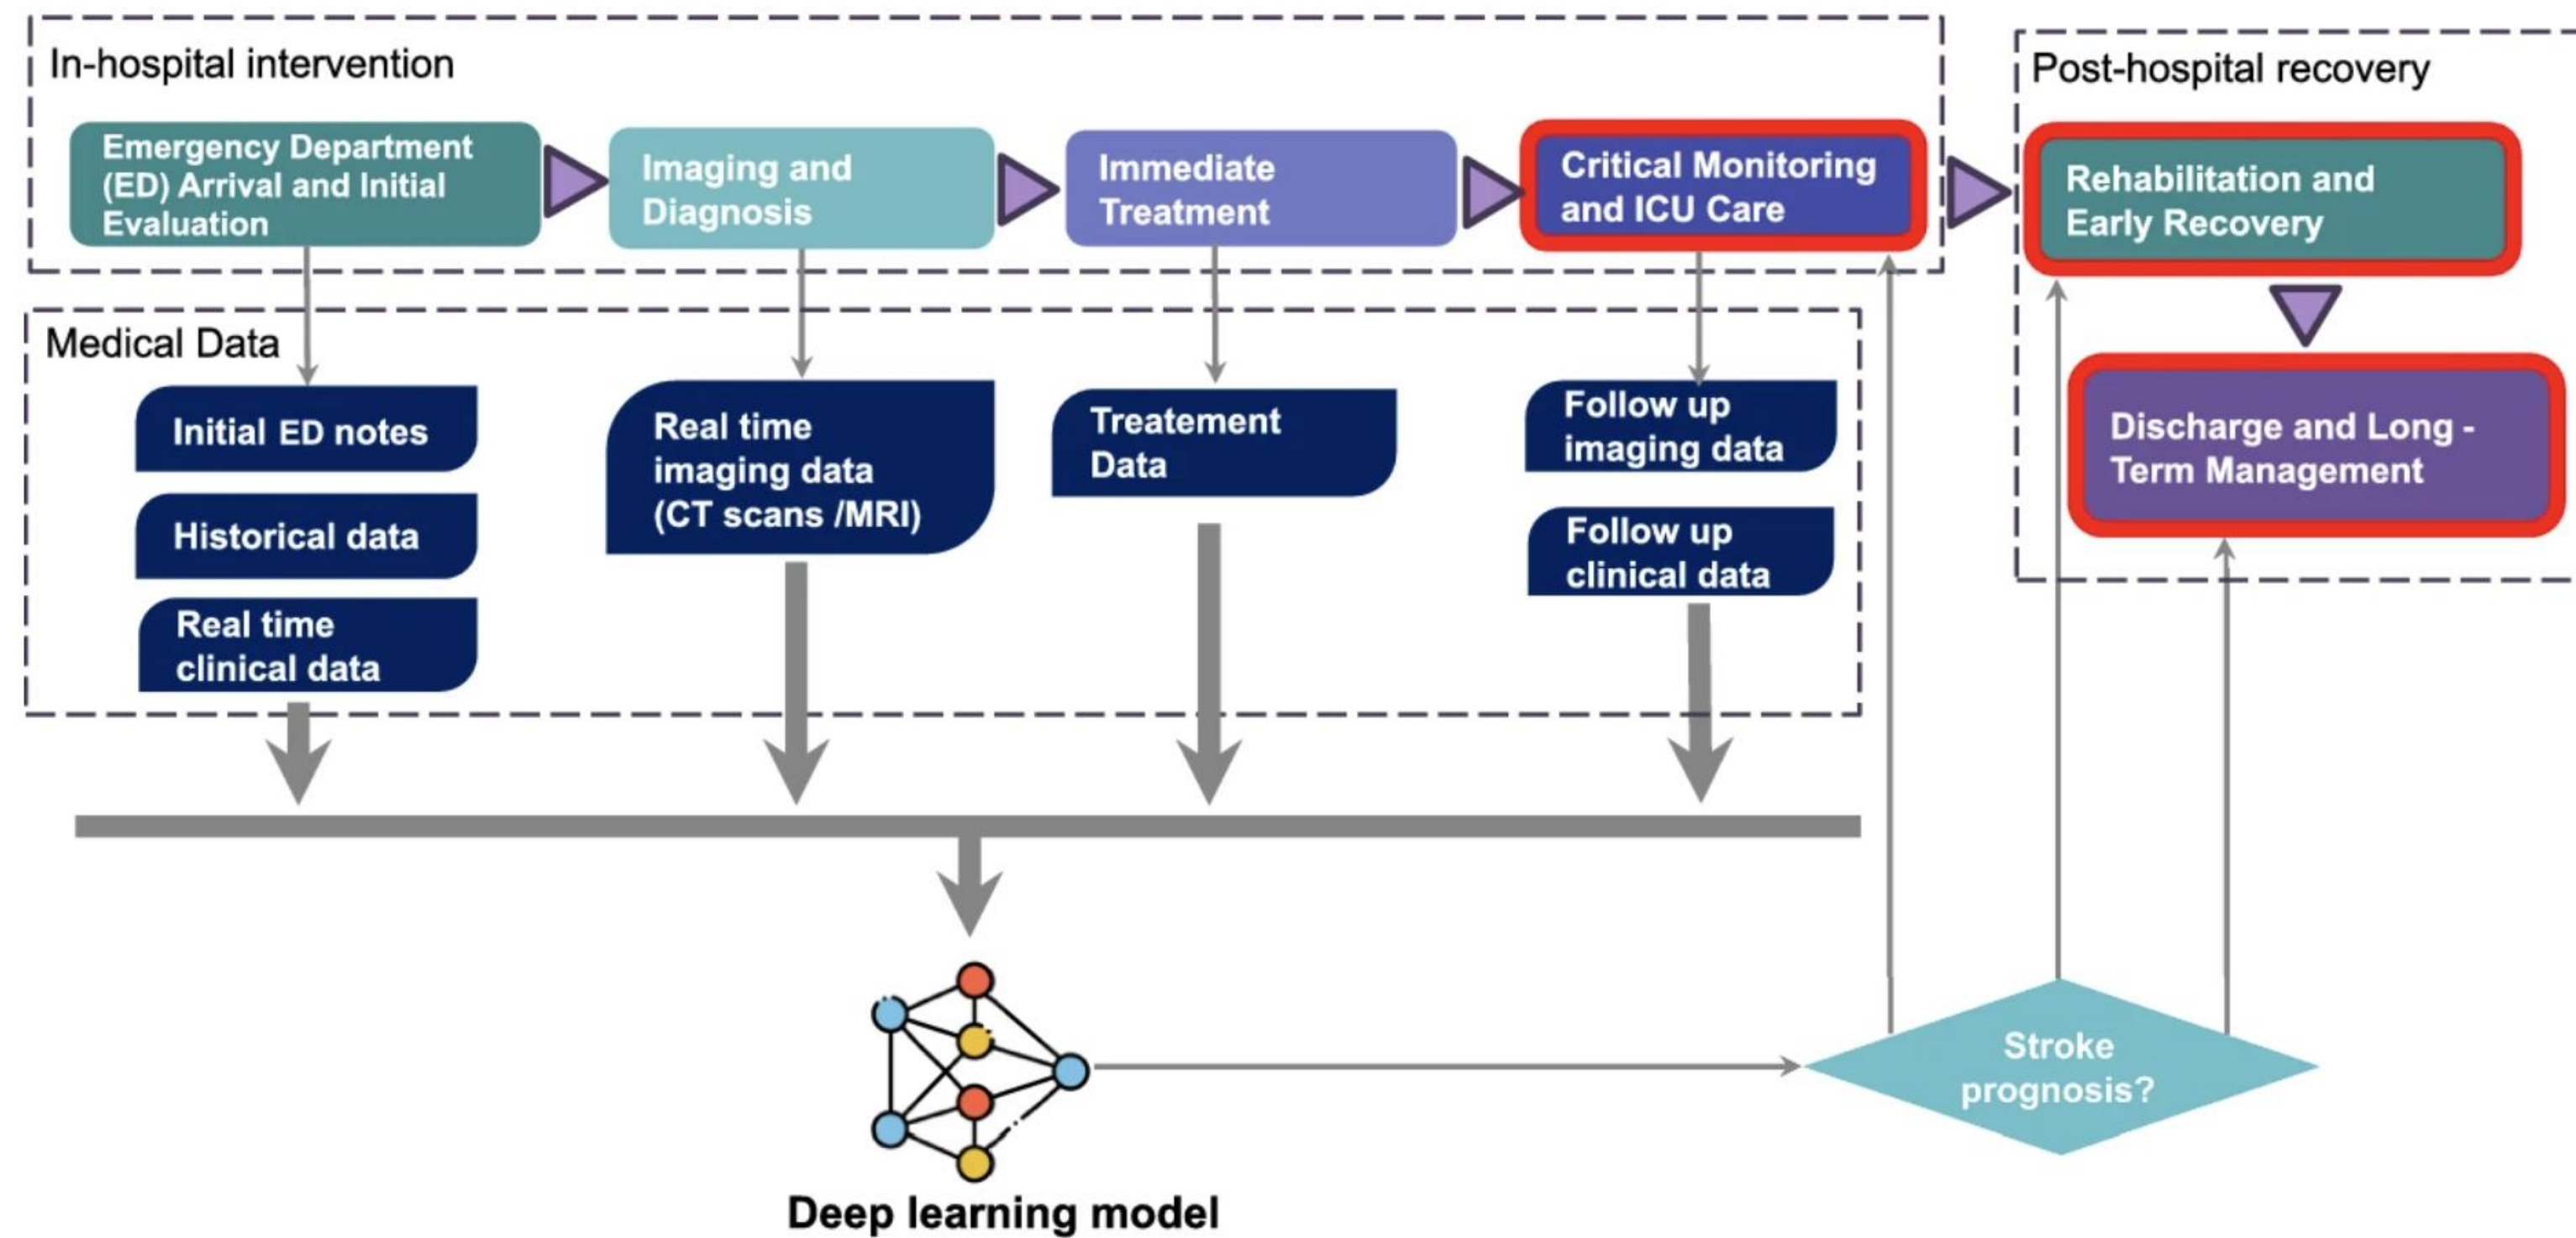 In-hospital intervention
Post-hospital recovery
Emergency Department
(ED) Arrival and Initial
Evaluation
Imaging and
Diagnosis
Immediate
Treatment
Critical Monitoring
and ICU Care
Rehabilitation and
Early Recovery
Discharge and Long -
Term Management
Medical Data
Initial ED notes
Historical data
Real time
clinical data
Real time
imaging data
(CT scans /MRI)
Treatement
Data
Follow up
imaging data
Follow up
clinical data
Stroke
prognosis?
Deep learning model